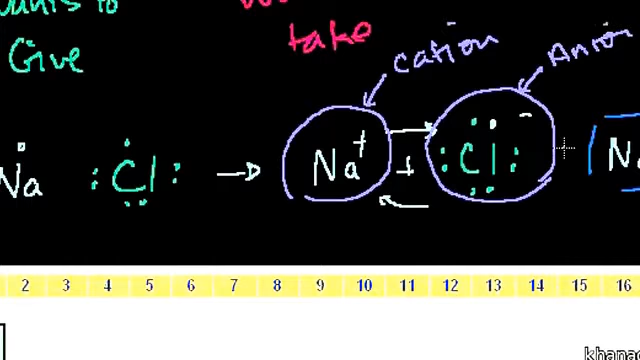 wants to
Give
take
cation
Anion
Na Cl → Na+ + Cl- Na
2 3 4 5 6 7 8 9 10 11 12 13 14 15 16